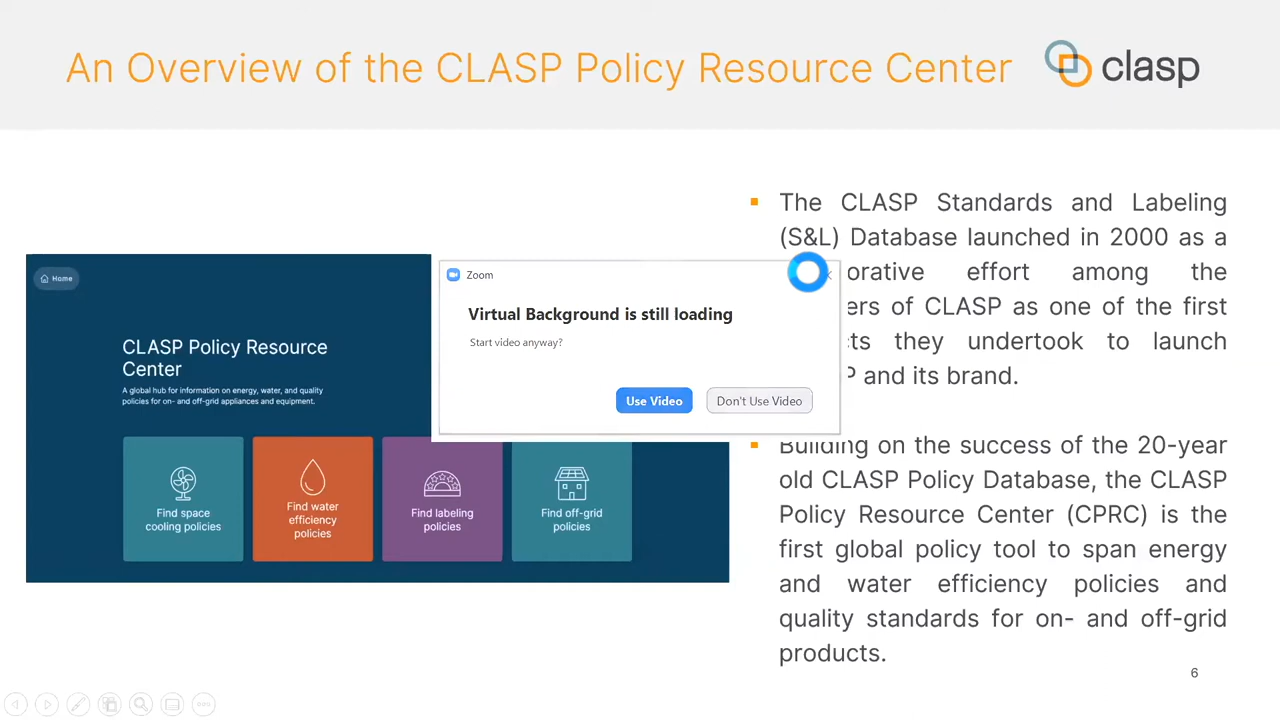 An Overview of the CLASP Policy Resource Center
clasp
Home
CLASP Policy Resource
Center
A global hub for information on energy, water, and quality
policies for on- and off-grid appliances and equipment.
Find space
cooling policies
Find water
efficiency
policies
Find labeling
policies
Find off-grid
policies
Zoom
Virtual Background is still loading
Start video anyway?
Use Video
Don't Use Video
The CLASP Standards and Labeling
(S&L) Database launched in 2000 as a
orative effort among the
ers of CLASP as one of the first
ts they undertook to launch
P and its brand.
Building on the success of the 20-year
old CLASP Policy Database, the CLASP
Policy Resource Center (CPRC) is the
first global policy tool to span energy
and water efficiency policies and
quality standards for on- and off-grid
products.
6